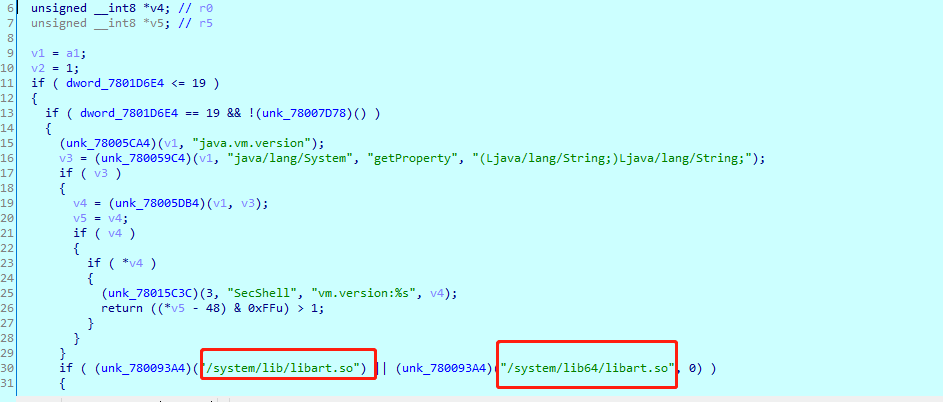 6 unsigned __int8 *v4; // r0
7 unsigned __int8 *v5; // r5
8
9 v1 = a1;
10 v2 = 1;
11 if ( dword_7801D6E4 <= 19 )
12 {
13 if ( dword_7801D6E4 == 19 && !(unk_78007D78)() )
14 {
15 (unk_78005CA4)(v1, "java.vm.version");
16 v3 = (unk_780059C4)(v1, "java/lang/System", "getProperty", "(Ljava/lang/String;)Ljava/lang/String;");
17 if ( v3 )
18 {
19 v4 = (unk_78005DB4)(v1, v3);
20 v5 = v4;
21 if ( v4 )
22 {
23 if ( *v4 )
24 {
25 (unk_78015C3C)(3, "SecShell", "vm.version:%s", v4);
26 return ((*v5 - 48) & 0xFFu) > 1;
27 }
28 }
29 }
30 if ( (unk_780093A4)("/system/lib/libart.so") || (unk_780093A4)("/system/lib64/libart.so", 0) )
31 {